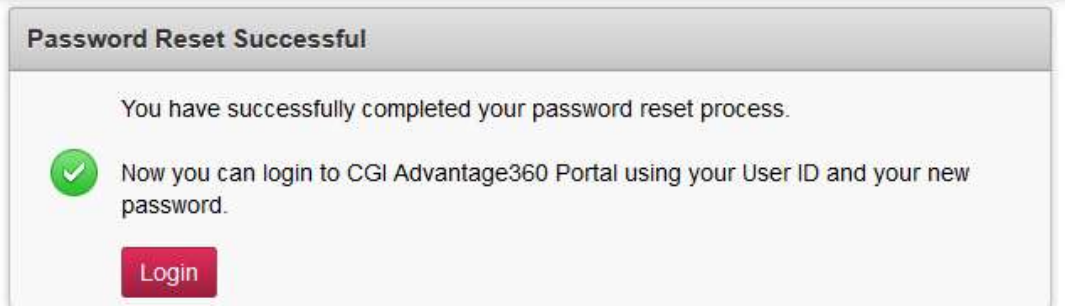 Password Reset Successful
You have successfully completed your password reset process.
Now you can login to CGI Advantage360 Portal using your User ID and your new
password.
Login